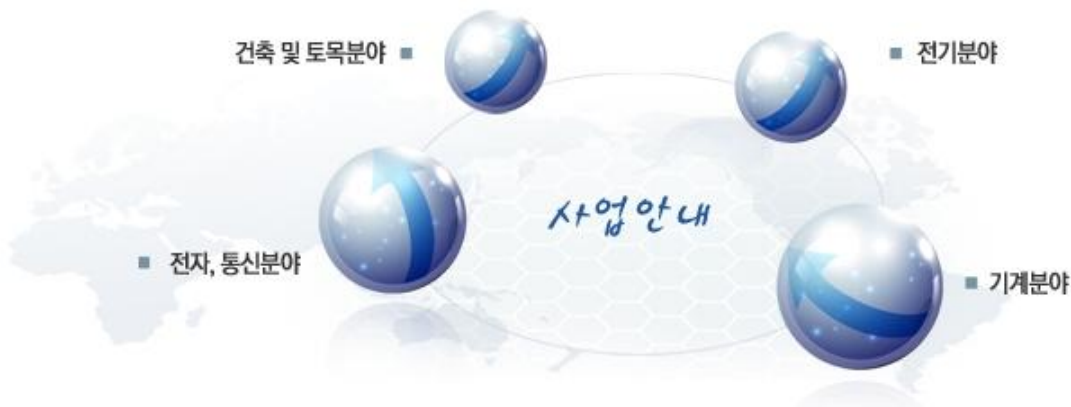 건축 및 토목분야
전기분야
사업안내
전자, 통신분야
기계분야